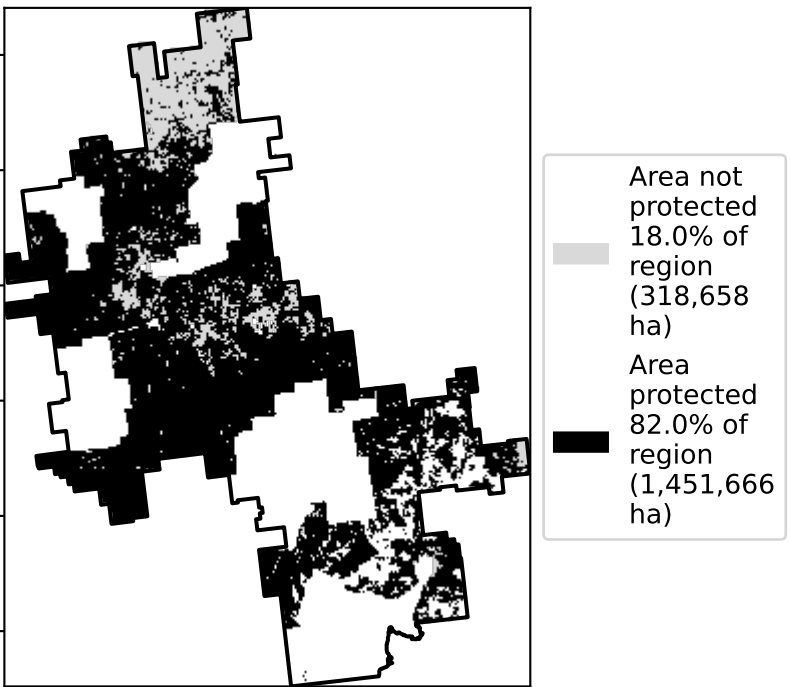 Area not
protected
18.0% of
region
(318,658
ha)
Area
protected
82.0% of
region
(1,451,666
ha)